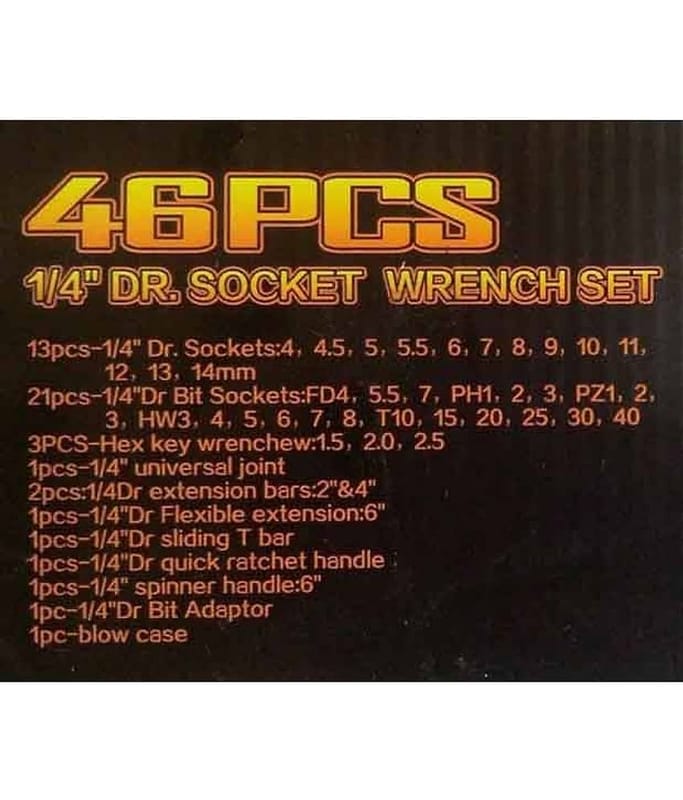 46PCS
1/4" DR. SOCKET WRENCH SET
13pcs-1/4" Dr. Sockets:4, 4.5, 5, 5.5, 6, 7, 8, 9, 10, 11,
12, 13, 14mm
21pcs-1/4"Dr Bit Sockets:FD4, 5.5, 7, PH1, 2, 3, PZ1, 2,
3, HW3, 4, 5, 6, 7, 8, T10, 15, 20, 25, 30, 40
3PCS-Hex key wrenchew:1.5, 2.0, 2.5
1pcs-1/4" universal joint
2pcs:1/4Dr extension bars:2"&4"
1pcs-1/4"Dr Flexible extension:6"
1pcs-1/4"Dr sliding T bar
1pcs-1/4"Dr quick ratchet handle
1pcs-1/4" spinner handle:6"
1pc-1/4"Dr Bit Adaptor
1pc-blow case